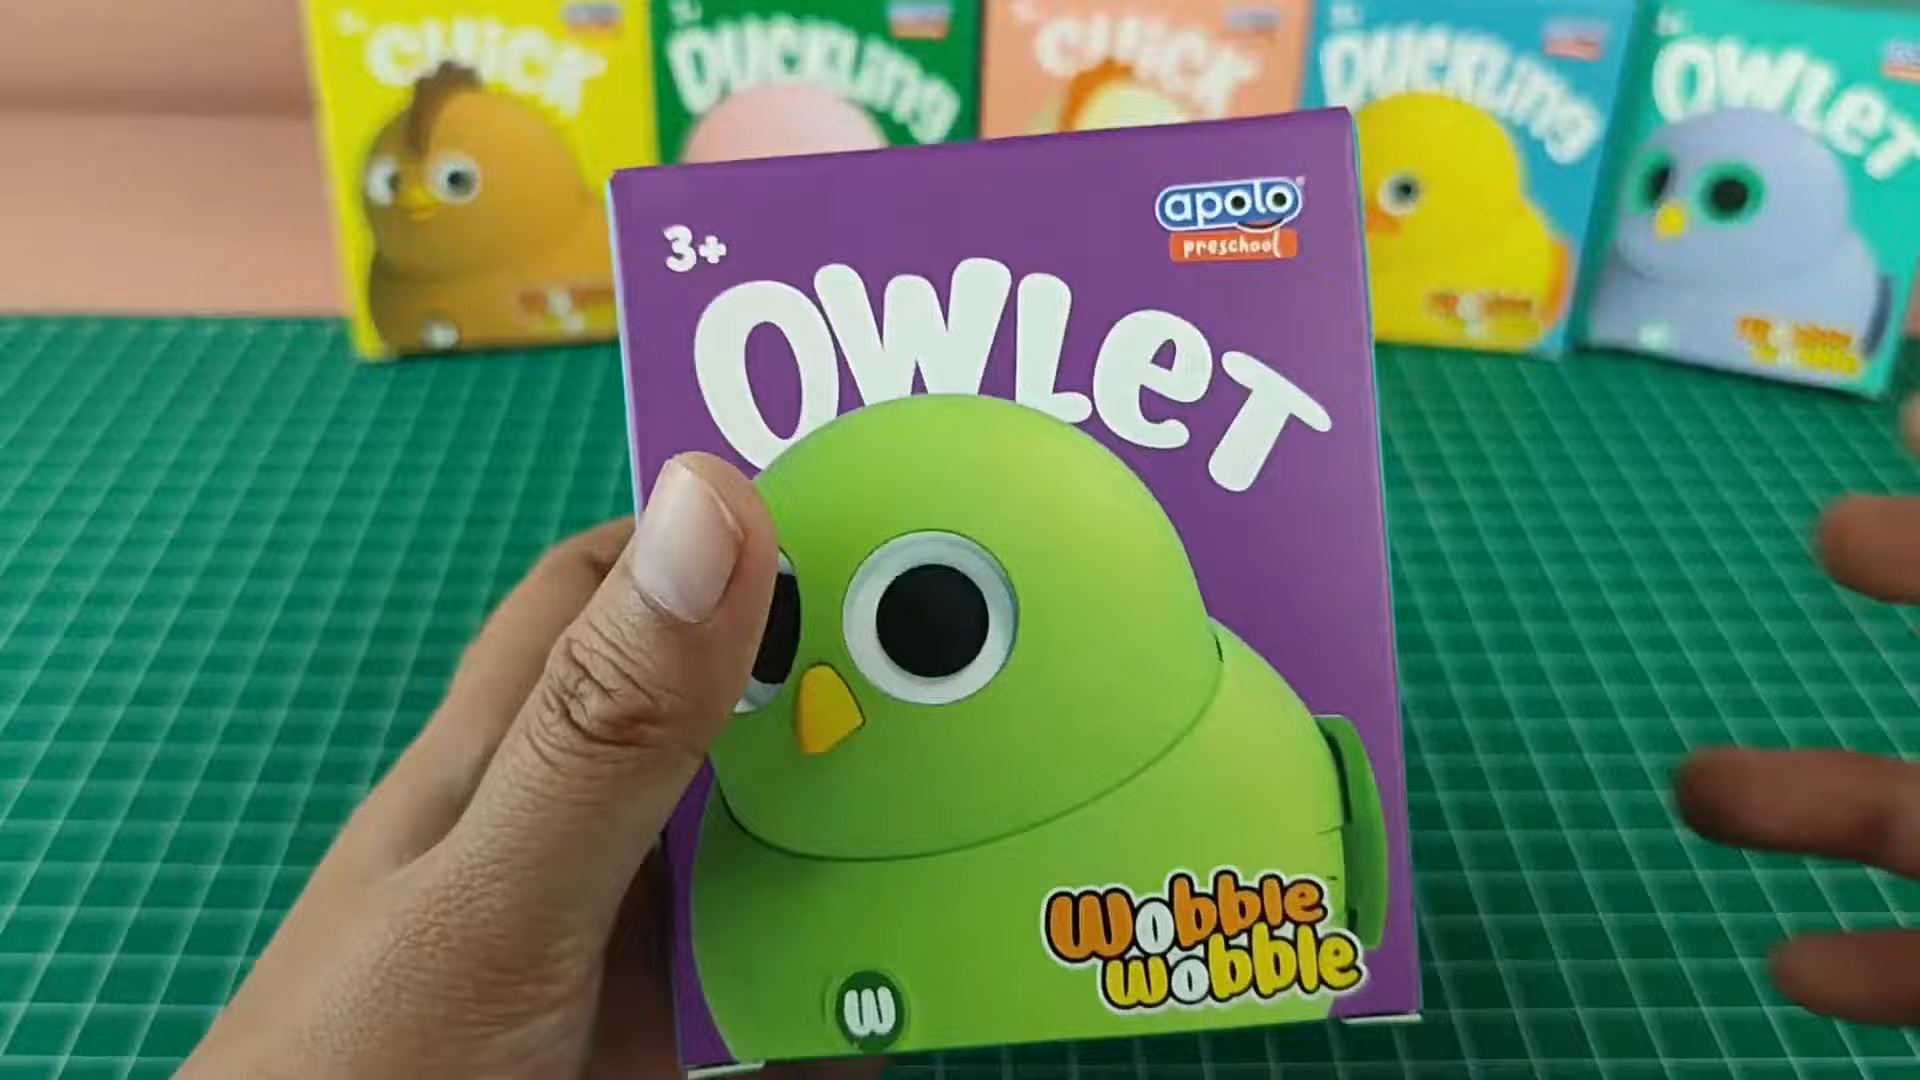 CHICK
DUCKLING
CHICK
DUCKLING
OWLET
3+
apolo
preschool
OWLeT
Wobble
wobble
W